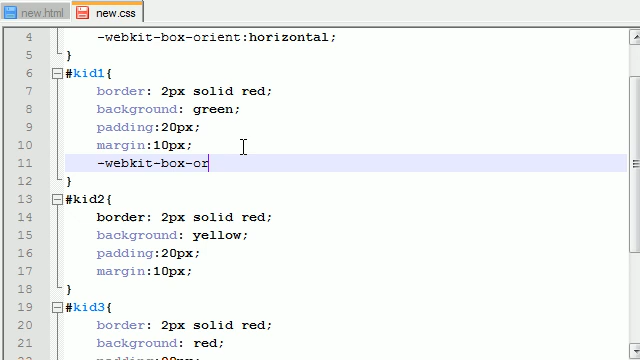 new.html new.css
4 -webkit-box-orient:horizontal;
5 }
6 #kid1{
7 border: 2px solid red;
8 background: green;
9 padding:20px;
10 margin:10px;
11 -webkit-box-or
12 }
13 #kid2{
14 border: 2px solid red;
15 background: yellow;
16 padding:20px;
17 margin:10px;
18 }
19 #kid3{
20 border: 2px solid red;
21 background: red;